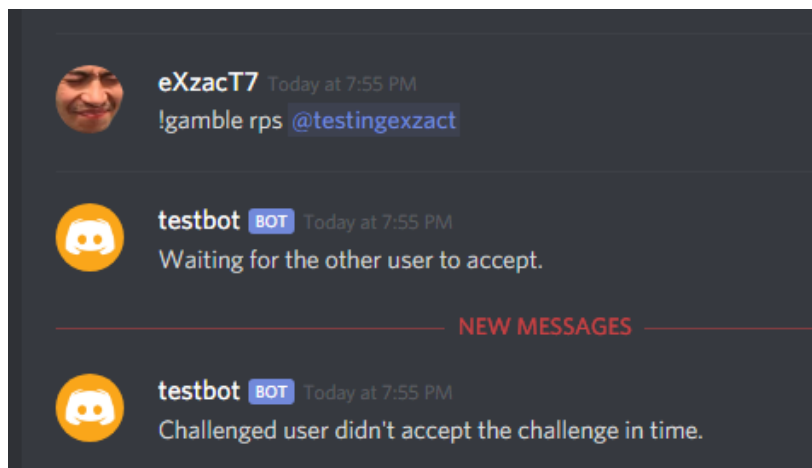 eXzacT7 Today at 7:55 PM
!gamble rps @testingexzact
testbot BOT Today at 7:55 PM
Waiting for the other user to accept.
NEW MESSAGES
testbot BOT Today at 7:55 PM
Challenged user didn't accept the challenge in time.